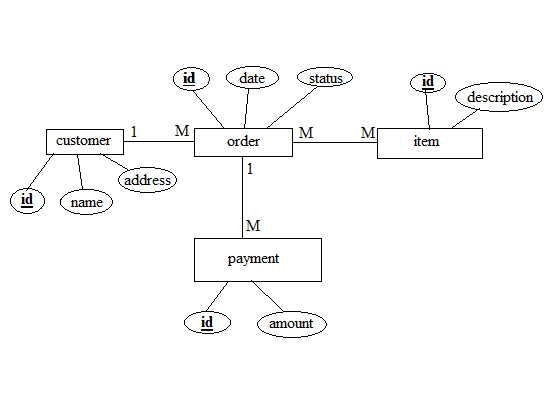 id
date
status
id
description
customer
1
M
order
M
M
item
id
name
address
1
M
payment
id
amount